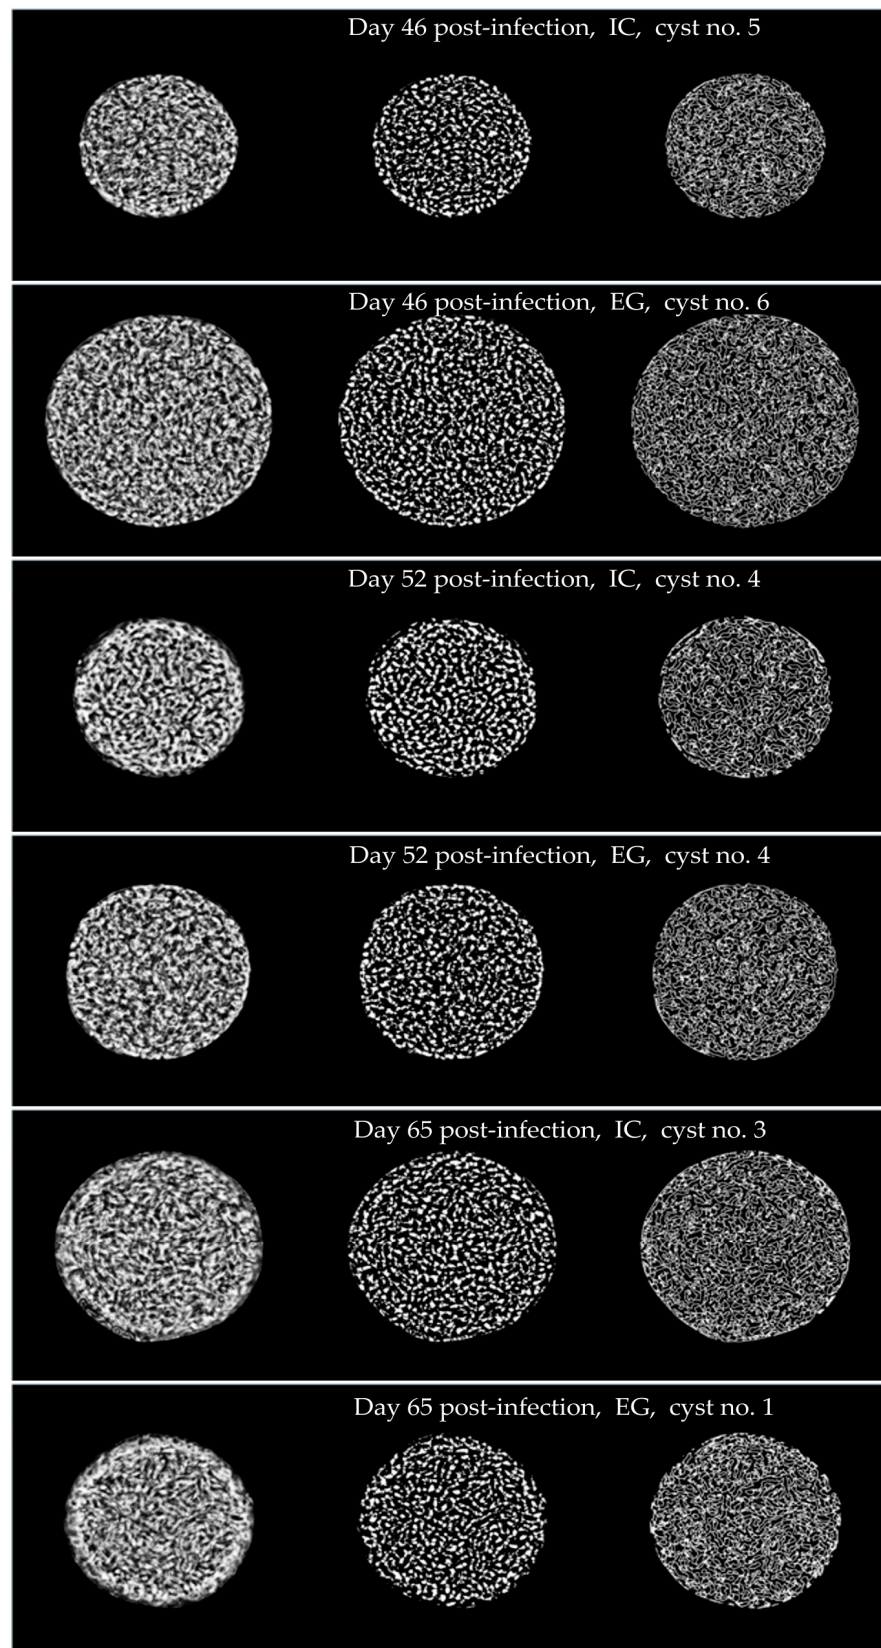 Day 46 post-infection, IC, cyst no. 5
Day 46 post-infection, EG, cyst no. 6
Day 52 post-infection, IC, cyst no. 4
Day 52 post-infection, EG, cyst no. 4
Day 65 post-infection, IC, cyst no. 3
Day 65 post-infection, EG, cyst no. 1